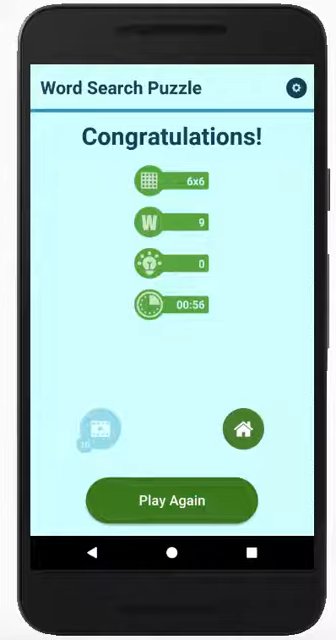 Word Search Puzzle
Congratulations!
6x6
W
9
0
00:56
10
Play Again